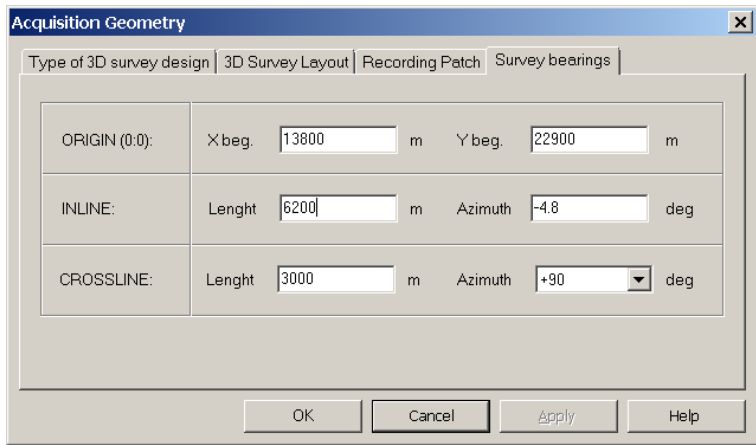 Acquisition Geometry
Type of 3D survey design 3D Survey Layout Recording Patch Survey bearings
ORIGIN (0:0): X beg. 13800 m Y beg. 22900 m
INLINE: Lenght 6200 m Azimuth -4.8 deg
CROSSLINE: Lenght 3000 m Azimuth +90 deg
OK Cancel Apply Help